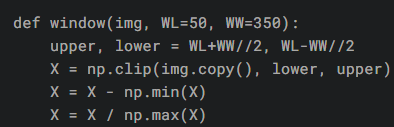 def window(img, WL=50, WW=350):
    upper, lower = WL+WW//2, WL-WW//2
    X = np.clip(img.copy(), lower, upper)
    X = X - np.min(X)
    X = X / np.max(X)